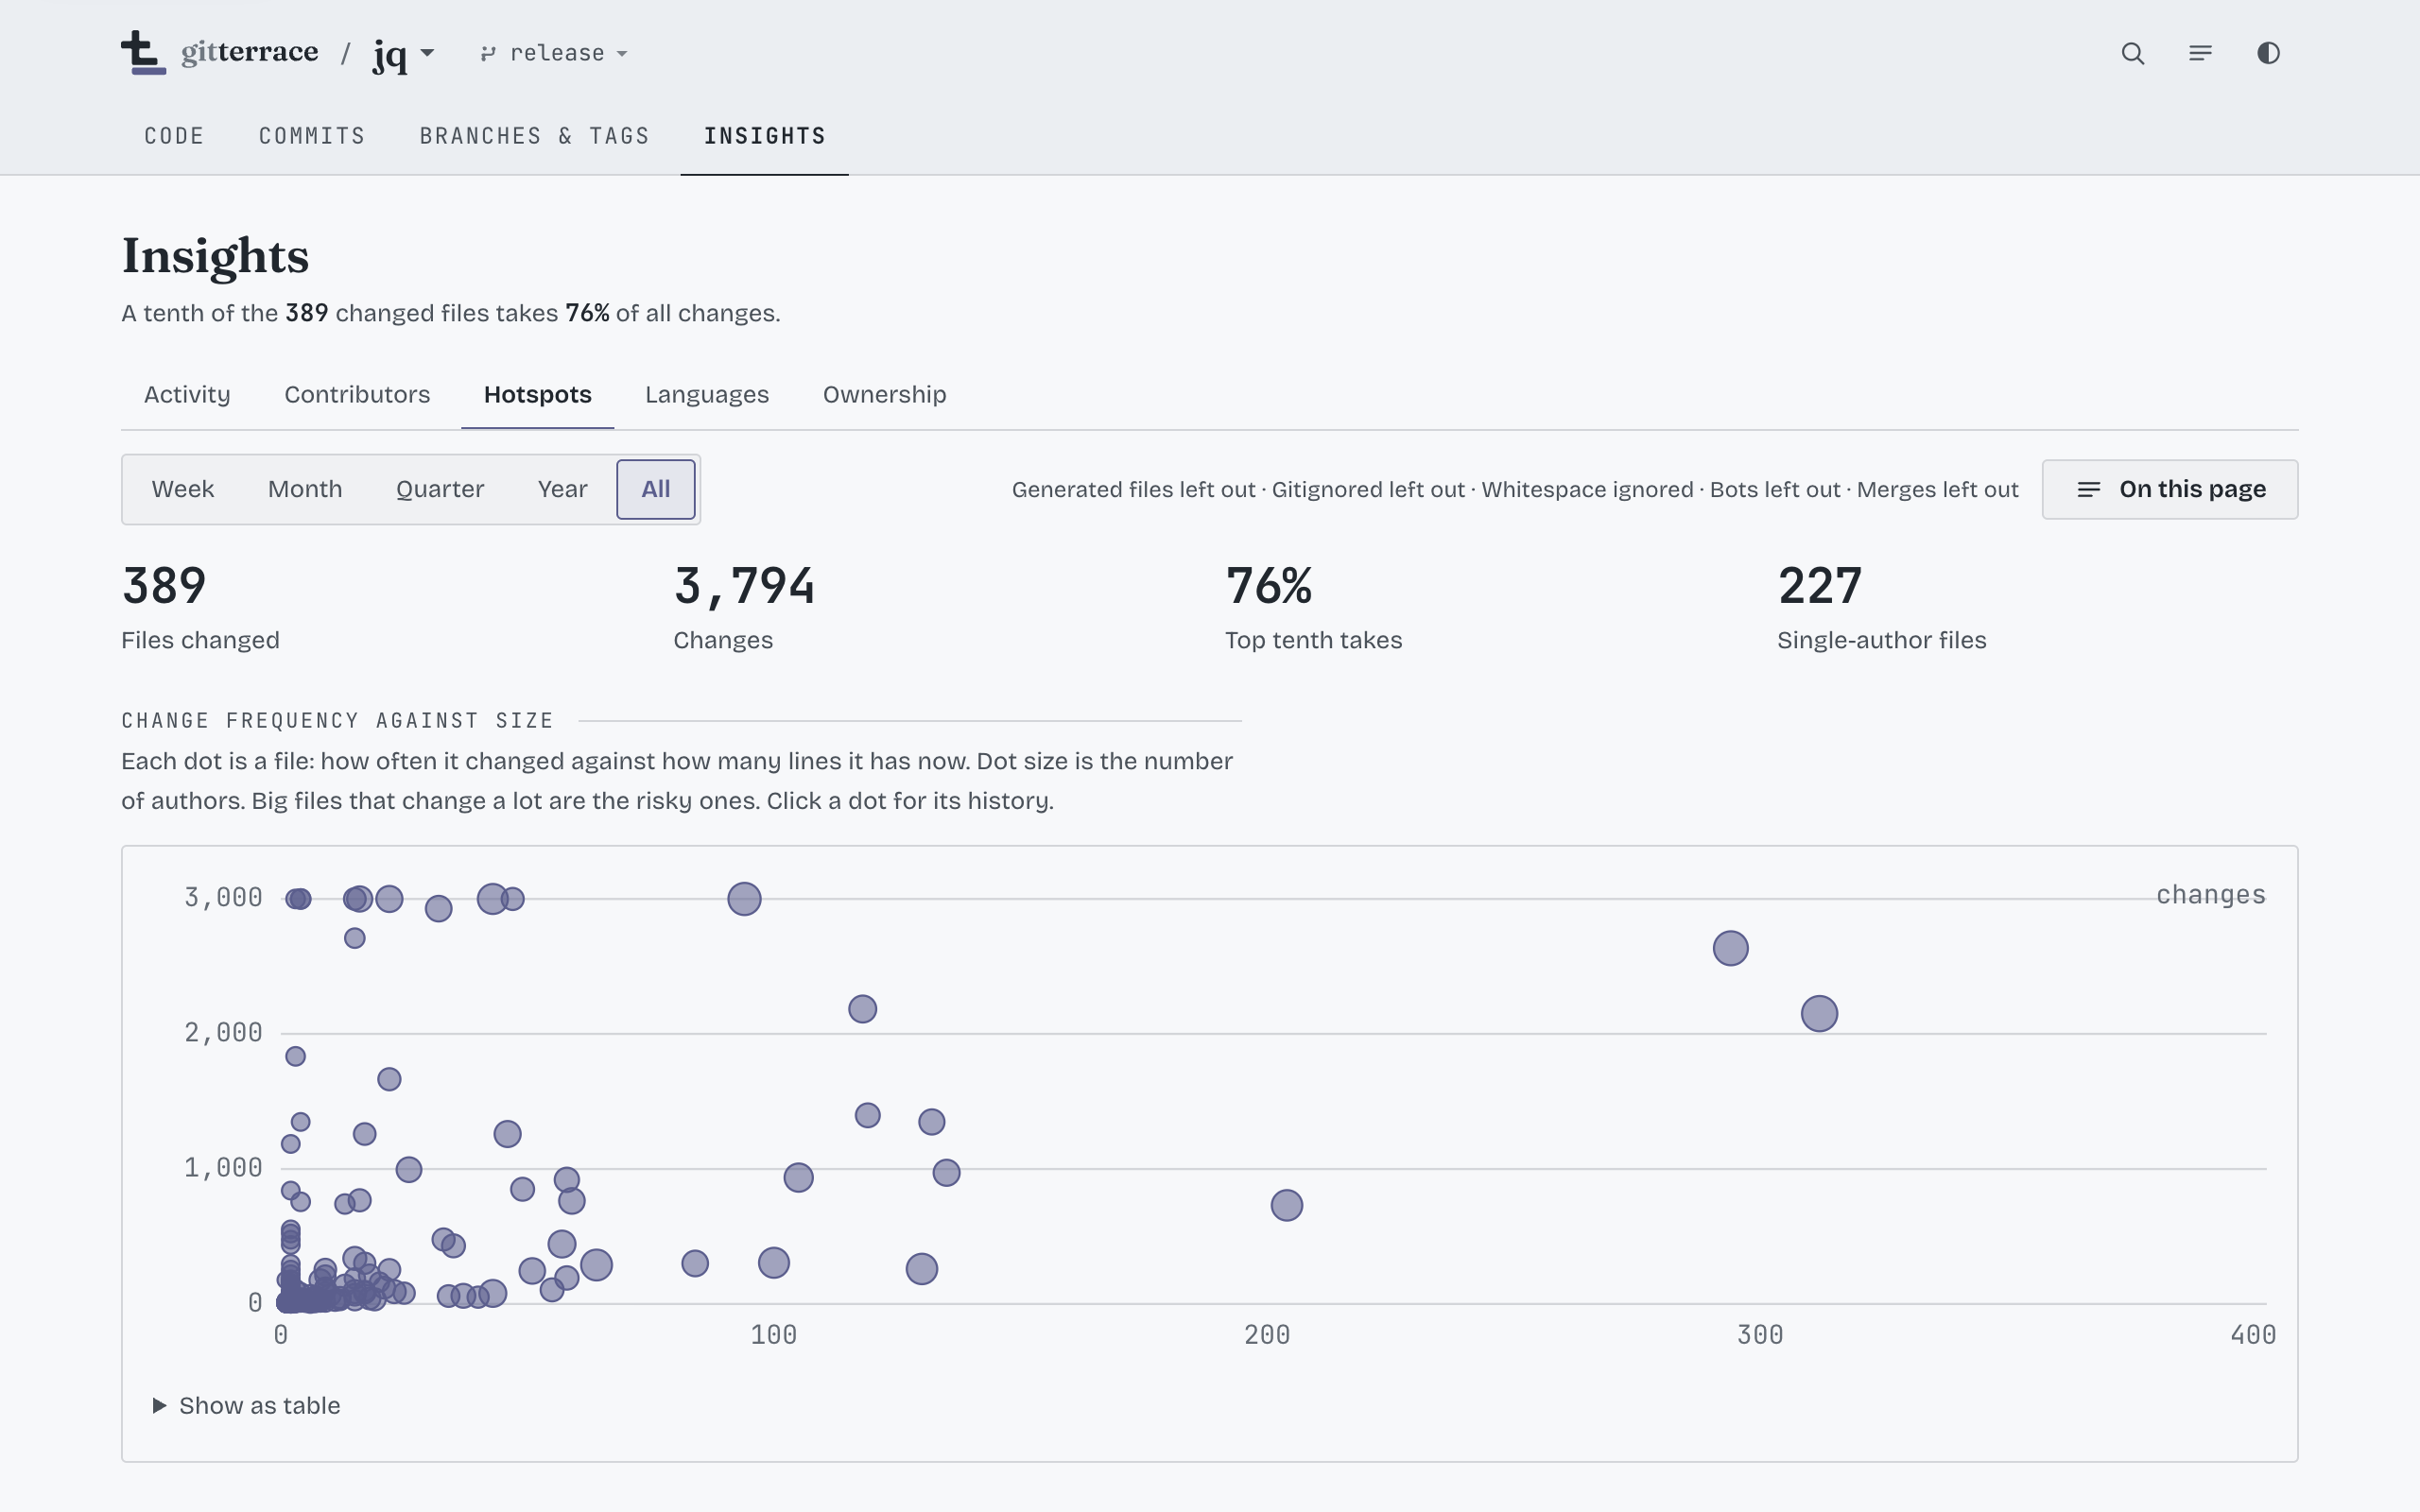 gitterrace / jq release
CODE COMMITS BRANCHES & TAGS INSIGHTS
Insights
A tenth of the 389 changed files takes 76% of all changes.
Activity Contributors Hotspots Languages Ownership
Week Month Quarter Year All Generated files left out · Gitignored left out · Whitespace ignored · Bots left out · Merges left out On this page
389 3,794 76% 227
Files changed Changes Top tenth takes Single-author files
CHANGE FREQUENCY AGAINST SIZE
Each dot is a file: how often it changed against how many lines it has now. Dot size is the number
of authors. Big files that change a lot are the risky ones. Click a dot for its history.
3,000 changes
2,000
1,000
0
0 100 200 300 400
Show as table